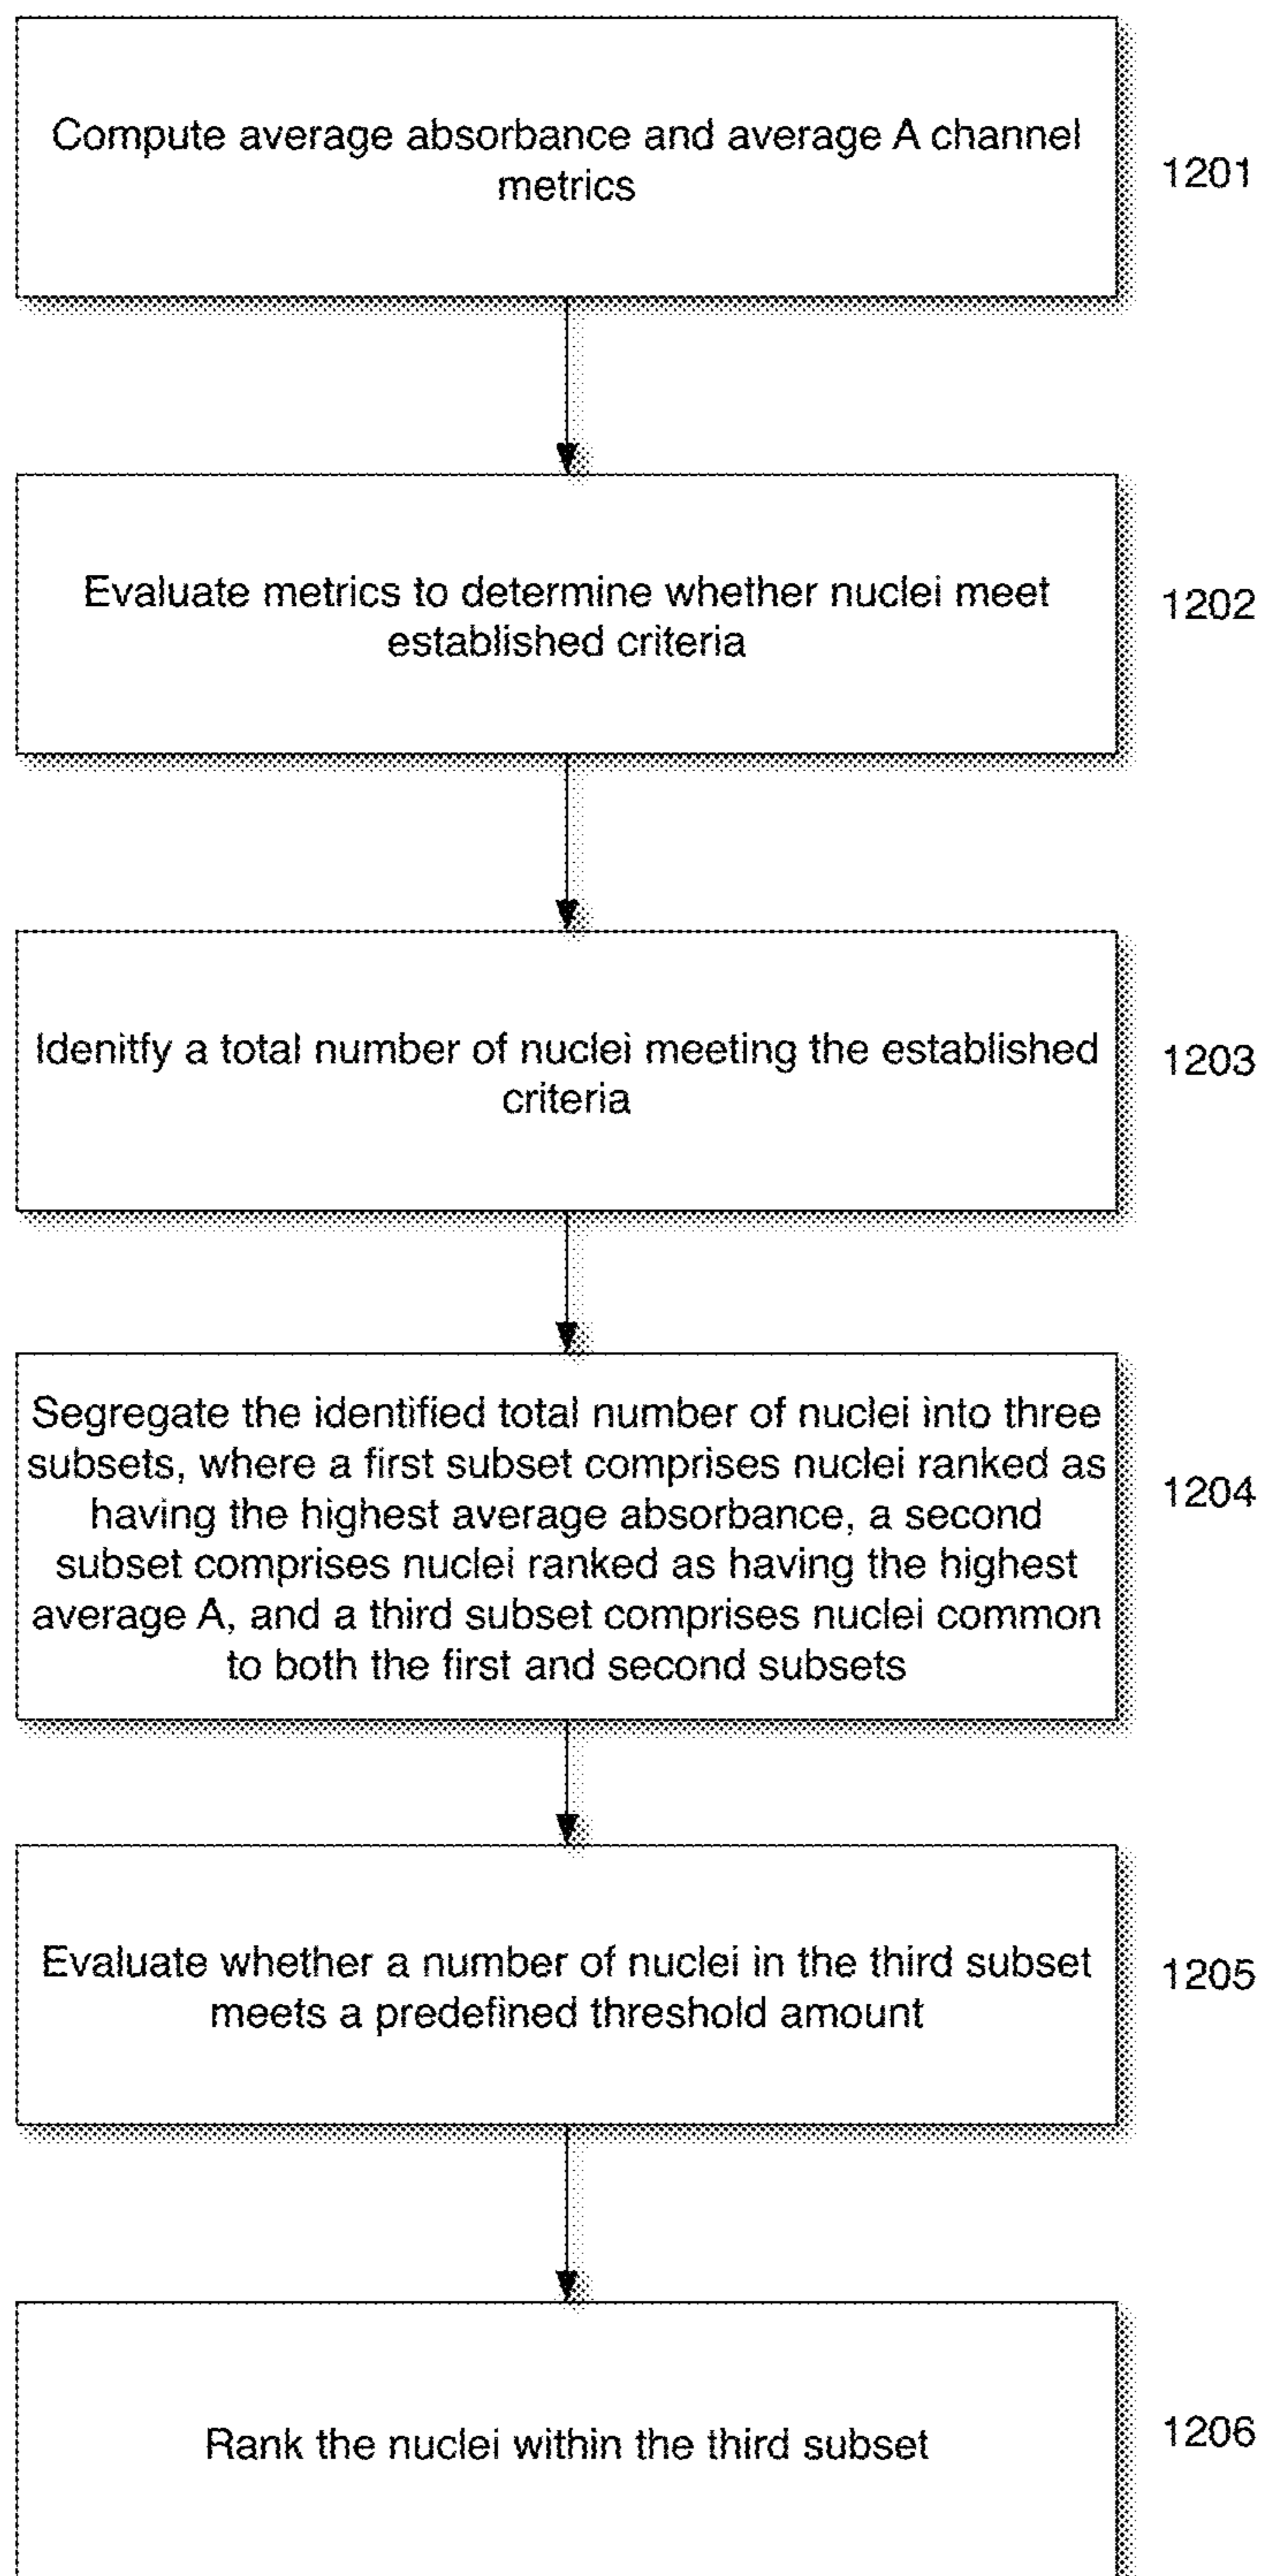 Compute average absorbance and average A channel
metrics
1201
Evaluate metrics to determine whether nuclei meet
established criteria
1202
Idenitfy a total number of nuclei meeting the established
criteria
1203
Segregate the identified total number of nuclei into three
subsets, where a first subset comprises nuclei ranked as
having the highest average absorbance, a second
subset comprises nuclei ranked as having the highest
average A, and a third subset comprises nuclei common
to both the first and second subsets
1204
Evaluate whether a number of nuclei in the third subset
meets a predefined threshold amount
1205
Rank the nuclei within the third subset
1206